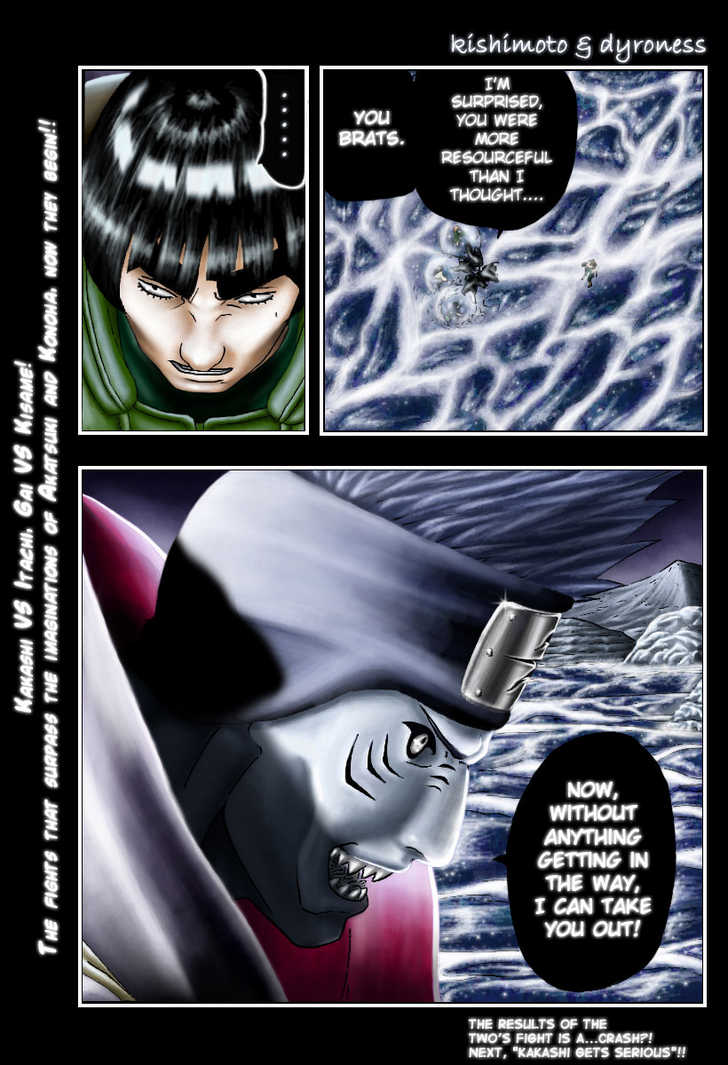 kishimoto & dyroness
. . . . .
I'M
SURPRISED,
YOU WERE
MORE
RESOURCEFUL
THAN I
THOUGHT....
YOU
BRATS.
KAKASHI VS ITACHI. GAI VS KISAME!
THE FIGHTS THAT SURPASS THE IMAGINATIONS OF AKATSUKI AND KONOHA. NOW THEY BEGIN!!
NOW,
WITHOUT
ANYTHING
GETTING IN
THE WAY,
I CAN TAKE
YOU OUT!
THE RESULTS OF THE
TWO'S FIGHT IS A...CRASH?!
NEXT, "KAKASHI GETS SERIOUS"!!